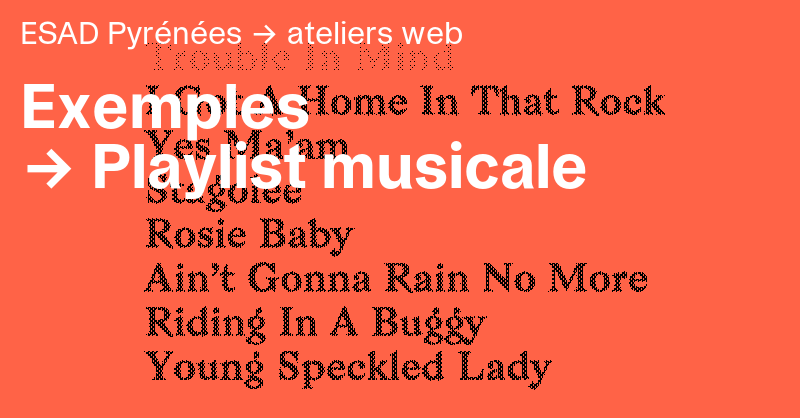 ESAD Pyrénées → ateliers web
Trouble In Mind
Exemples
I Got A Home In That Rock
Yes Ma’am
→ Playlist musicale
Stagolee
Rosie Baby
Ain’t Gonna Rain No More
Riding In A Buggy
Young Speckled Lady